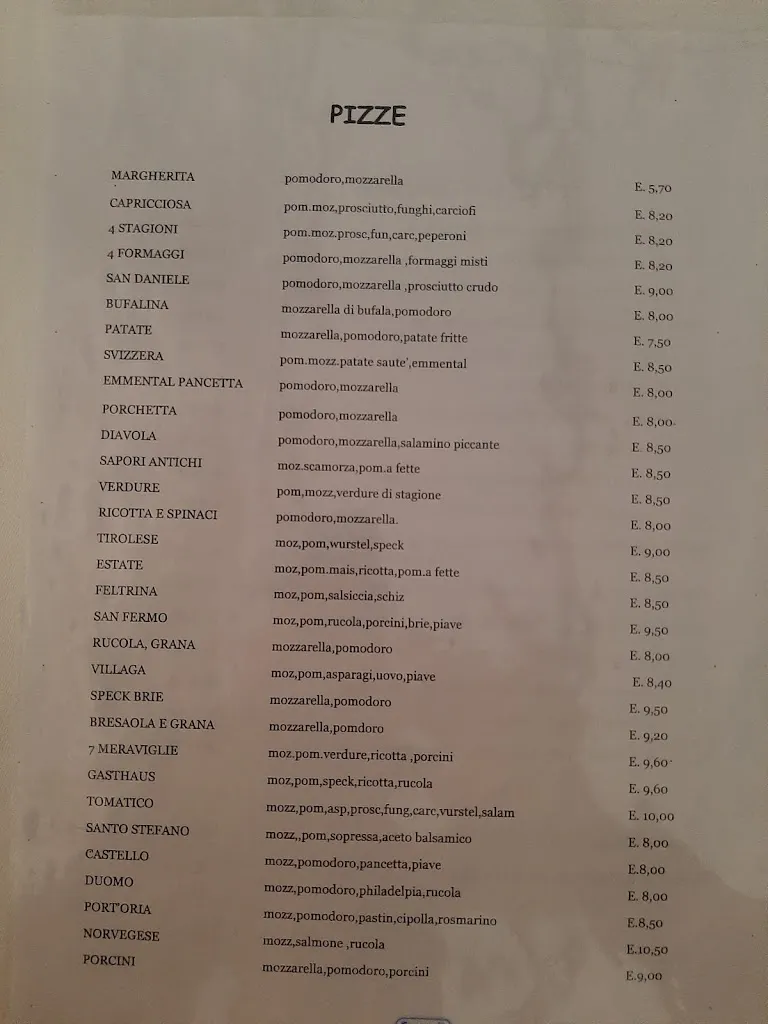 PIZZE
MARGHERITA pomodoro,mozzarella E. 5,70
CAPRICCIOSA pom.moz,prosciutto,funghi,carciofi E. 8,20
4 STAGIONI pom.moz.prosc,fun,carc,peperoni E. 8,20
4 FORMAGGI pomodoro,mozzarella ,formaggi misti E. 8,20
SAN DANIELE pomodoro,mozzarella ,prosciutto crudo E. 9,00
BUFALINA mozzarella di bufala,pomodoro E. 8,00
PATATE mozzarella,pomodoro,patate fritte E. 7,50
SVIZZERA pom.mozz.patate saute',emmental E. 8,50
EMMENTAL PANCETTA pomodoro,mozzarella E. 8,00
PORCHETTA pomodoro,mozzarella E. 8,00
DIAVOLA pomodoro,mozzarella,salamino piccante E. 8,50
SAPORI ANTICHI moz.scamorza,pom.a fette E. 8,50
VERDURE pom,mozz,verdure di stagione E. 8,50
RICOTTA E SPINACI pomodoro,mozzarella. E. 8,00
TIROLESE moz,pom,wurstel,speck E. 9,00
ESTATE moz,pom.mais,ricotta,pom.a fette E. 8,50
FELTRINA moz,pom,salsiccia,schiz E. 8,50
SAN FERMO moz,pom,rucola,porcini,brie,piave E. 9,50
RUCOLA, GRANA mozzarella,pomodoro E. 8,00
VILLAGA moz,pom,asparagi,uovo,piave E. 8,40
SPECK BRIE mozzarella,pomodoro E. 9,50
BRESAOLA E GRANA mozzarella,pomdoro E. 9,20
7 MERAVIGLIE moz.pom.verdure,ricotta ,porcini E. 9,60
GASTHAUS moz,pom,speck,ricotta,rucola E. 9,60
TOMATICO mozz,pom,asp,prosc,fung,carc,vurstel,salam E. 10,00
SANTO STEFANO mozz,,pom,sopressa,aceto balsamico E. 8,00
CASTELLO mozz,pomodoro,pancetta,piave E.8,00
DUOMO mozz,pomodoro,philadelpia,rucola E. 8,00
PORT'ORIA mozz,pomodoro,pastin,cipolla,rosmarino E.8,50
NORVEGESE mozz,salmone ,rucola E.10,50
PORCINI mozzarella,pomodoro,porcini E.9,00